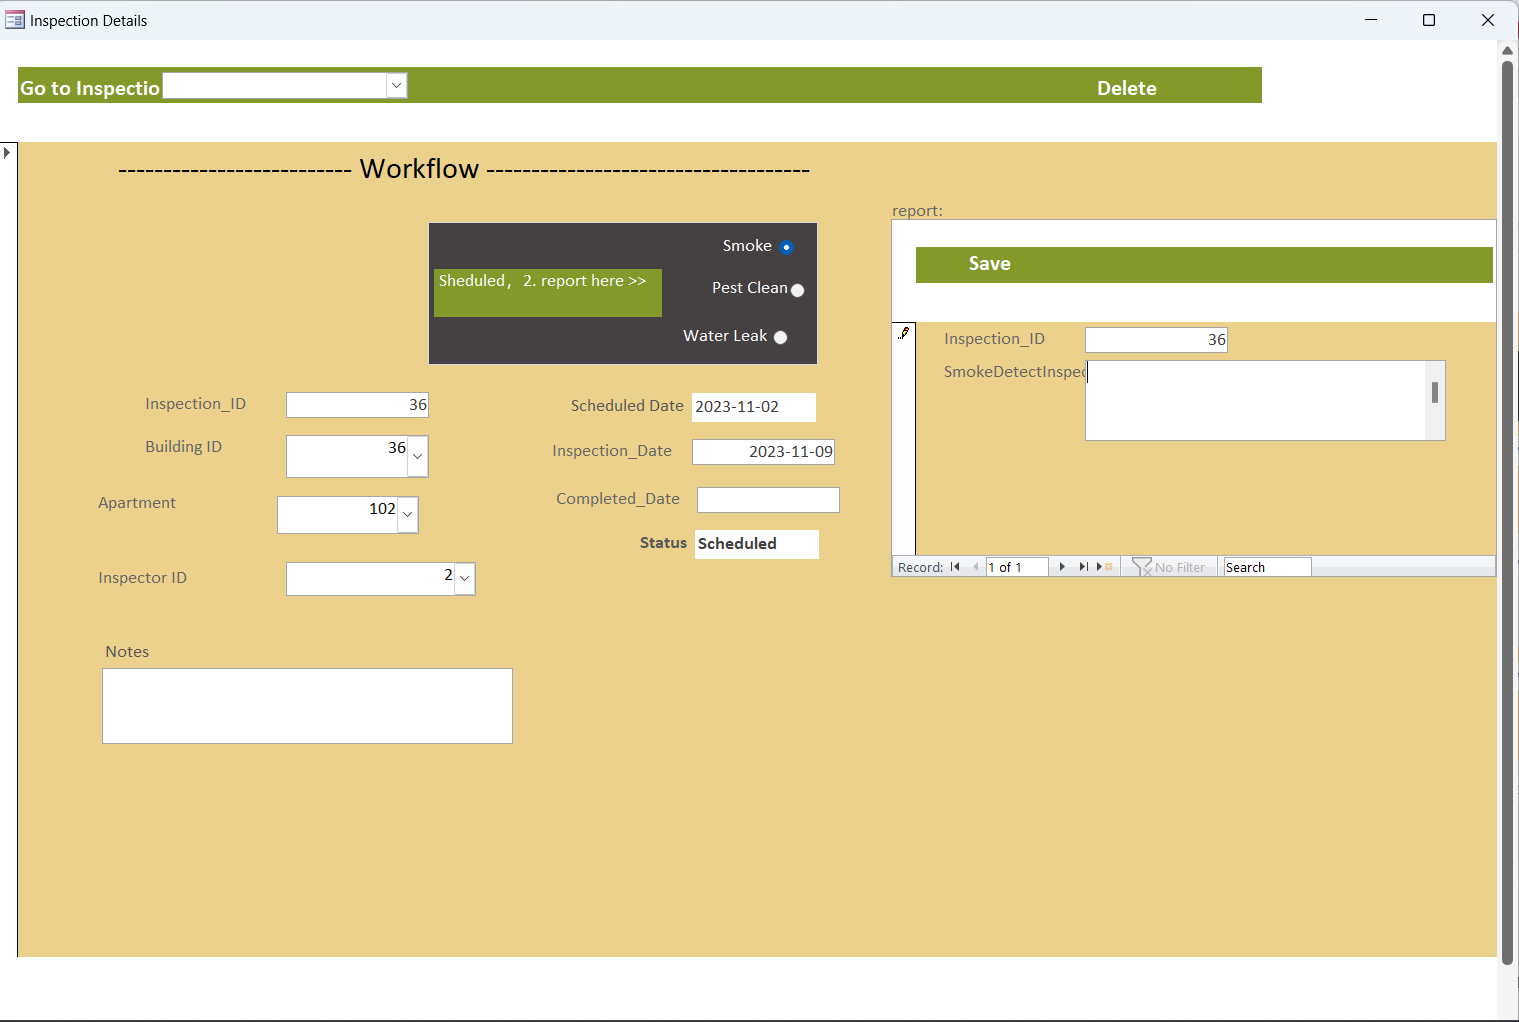 Inspection Details
Go to Inspectio
Delete
-------------------------- Workflow ------------------------------------
report:
Smoke
Sheduled，2. report here >>
Pest Clean
Water Leak
Save
Inspection_ID 36
SmokeDetectInspec
Inspection_ID 36
Scheduled Date 2023-11-02
Building ID 36
Inspection_Date 2023-11-09
Apartment 102
Completed_Date
Status Scheduled
Inspector ID 2
Record: 1 of 1 No Filter Search
Notes